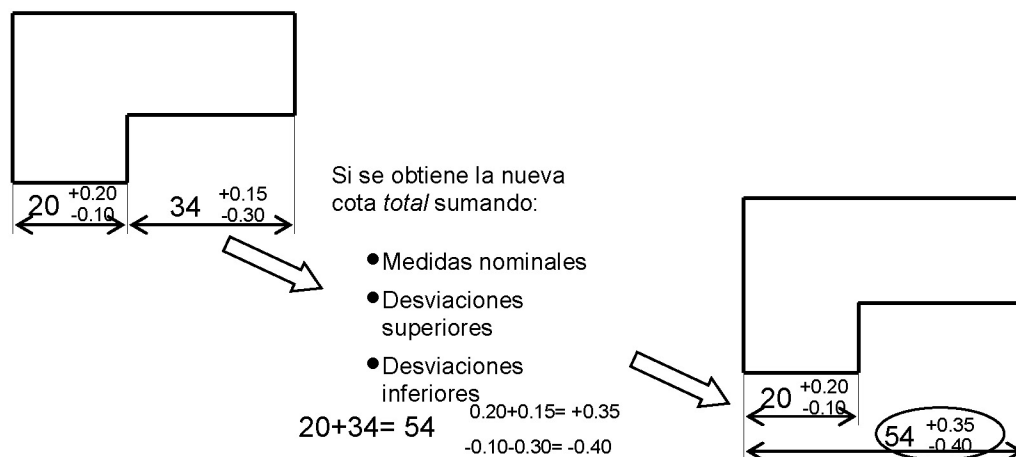 20 +0.20
-0.10
34 +0.15
-0.30
Si se obtiene la nueva
cota total sumando:
●Medidas nominales
●Desviaciones
superiores
●Desviaciones
inferiores
20+34= 54
0.20+0.15= +0.35
-0.10-0.30= -0.40
20 +0.20
-0.10
54 +0.35
-0.40